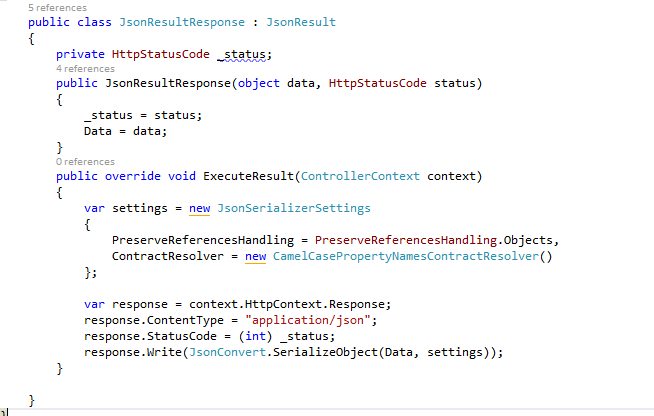 5 references
public class JsonResultResponse : JsonResult
{
private HttpStatusCode _status;
4 references
public JsonResultResponse(object data, HttpStatusCode status)
{
_status = status;
Data = data;
}
0 references
public override void ExecuteResult(ControllerContext context)
{
var settings = new JsonSerializerSettings
{
PreserveReferencesHandling = PreserveReferencesHandling.Objects,
ContractResolver = new CamelCasePropertyNamesContractResolver()
};
var response = context.HttpContext.Response;
response.ContentType = "application/json";
response.StatusCode = (int) _status;
response.Write(JsonConvert.SerializeObject(Data, settings));
}
}